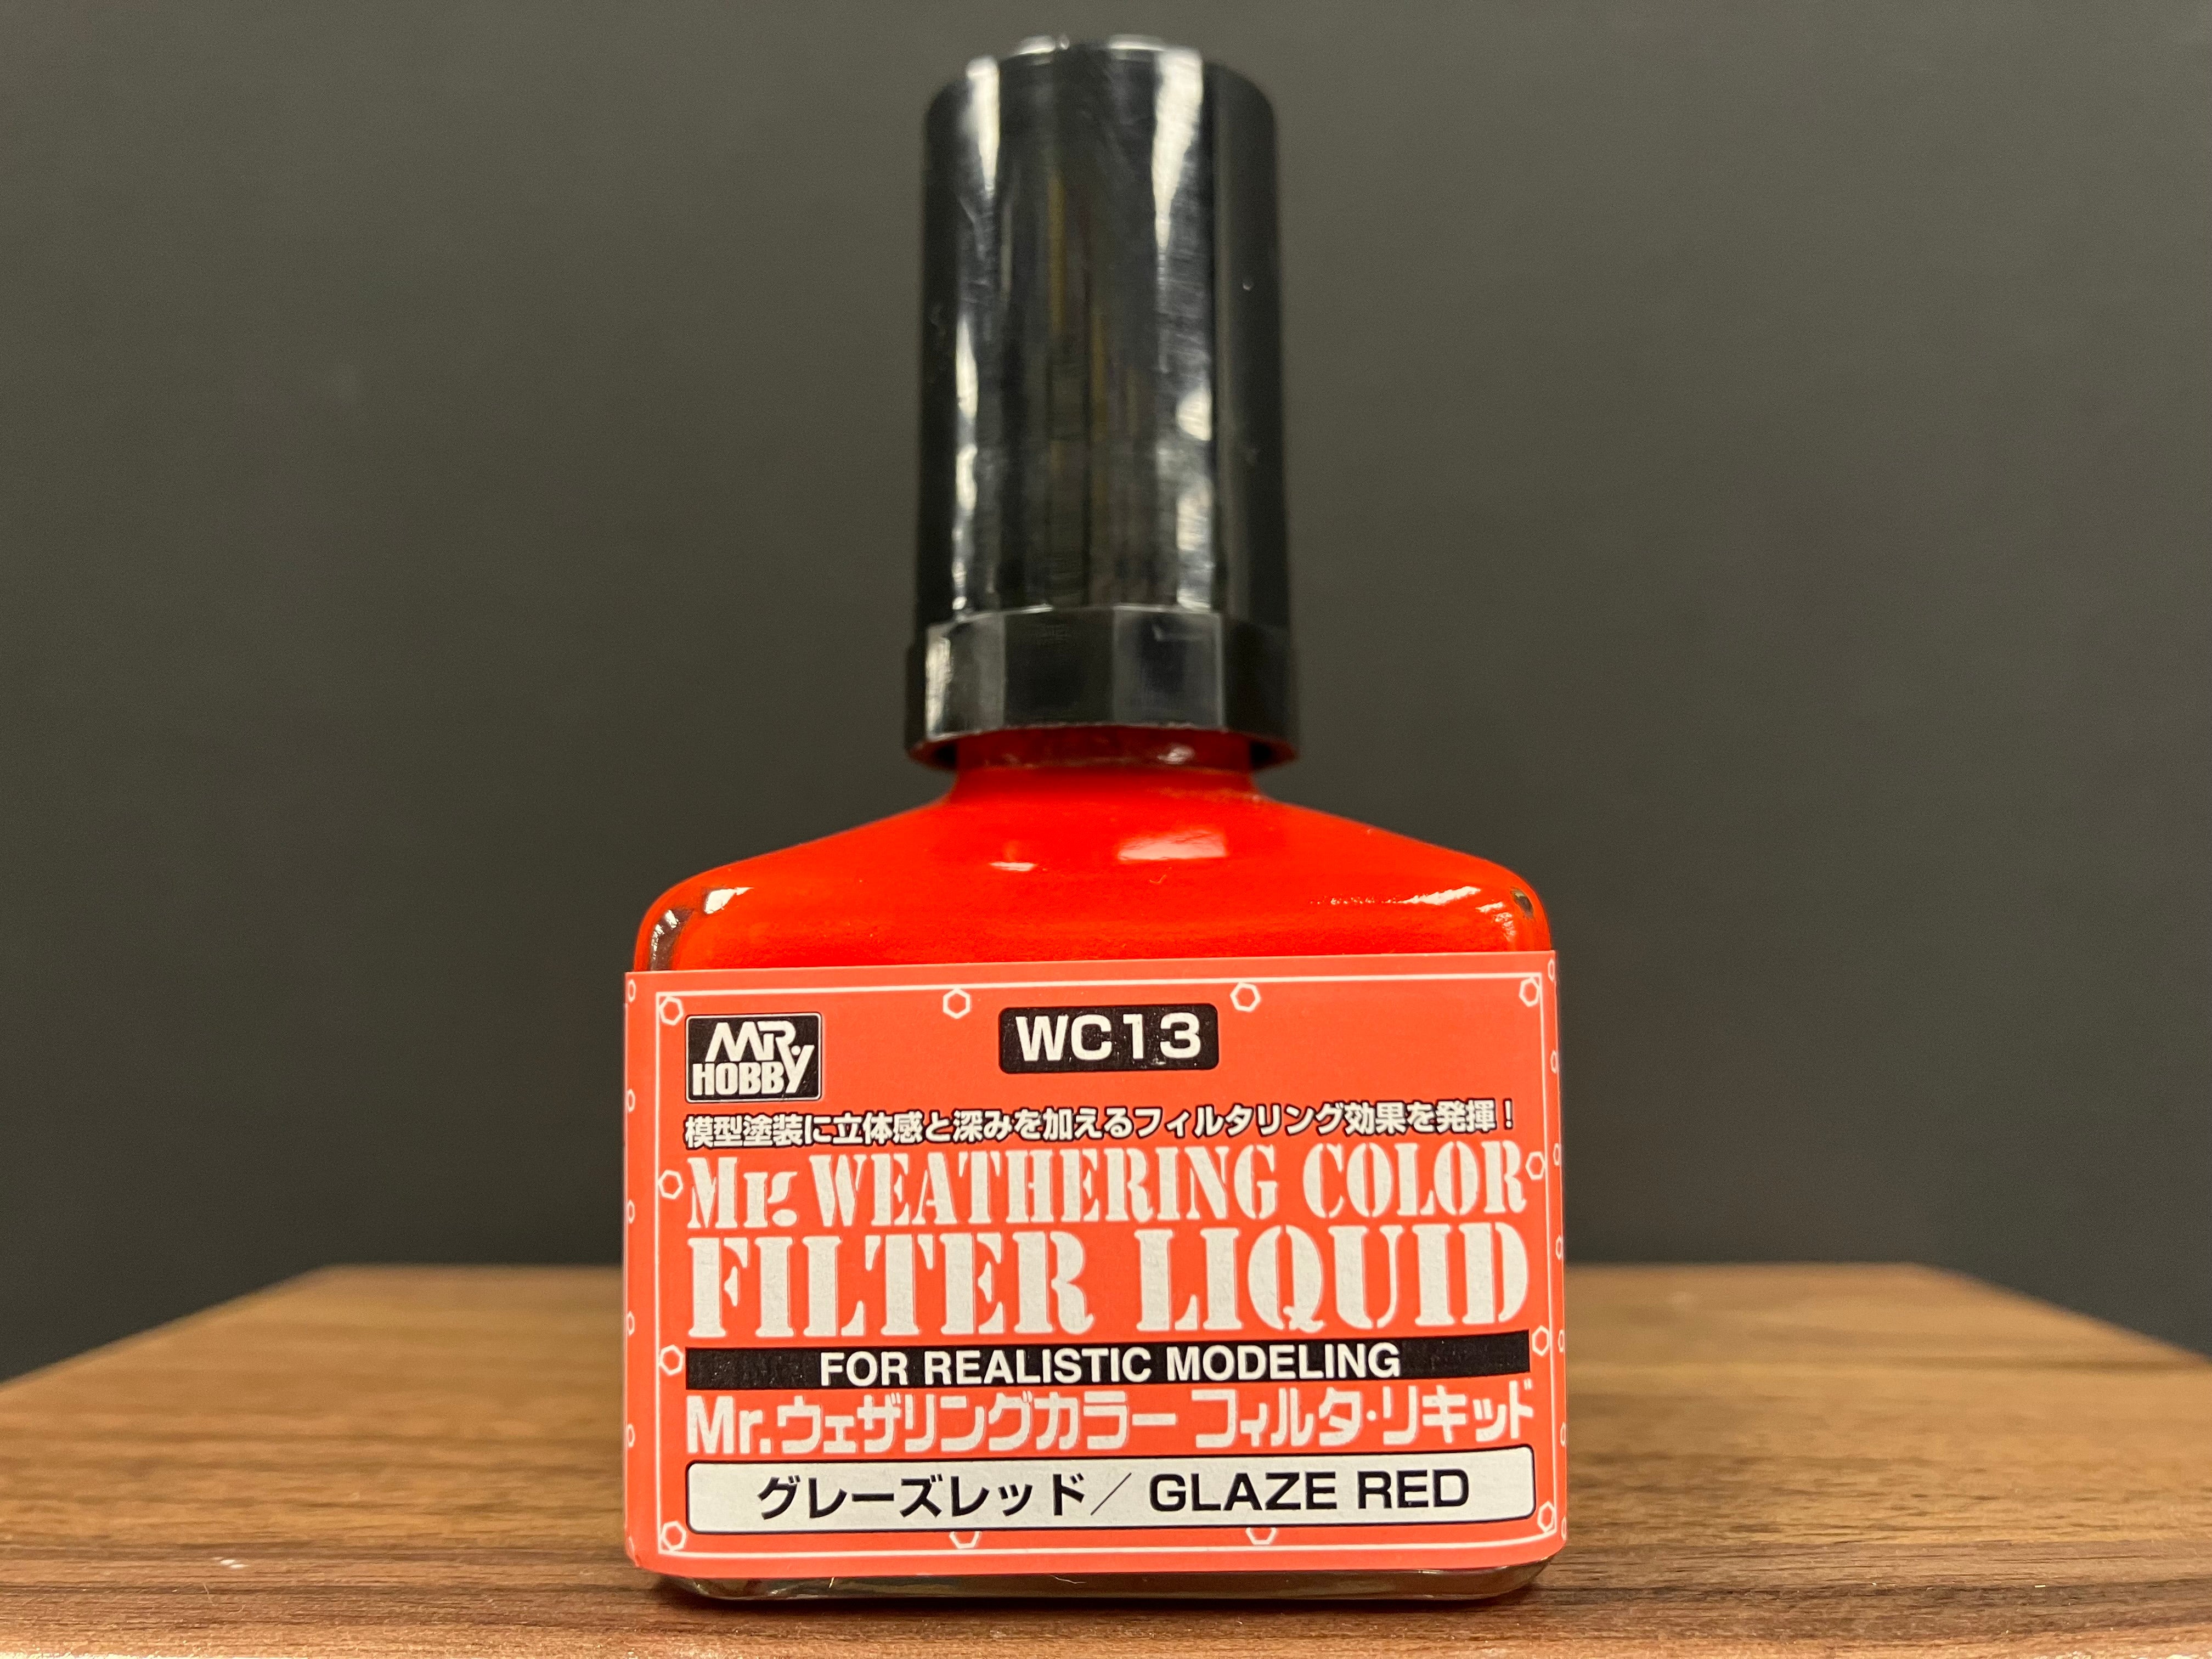 MR HOBBY
WC13
模型塗装に立体感と深みを加えるフィルタリング効果を発揮！
Mr. WEATHERING COLOR
FILTER LIQUID
FOR REALISTIC MODELING
Mr.ウェザリングカラー フィルタ・リキッド
グレーズレッド／ GLAZE RED